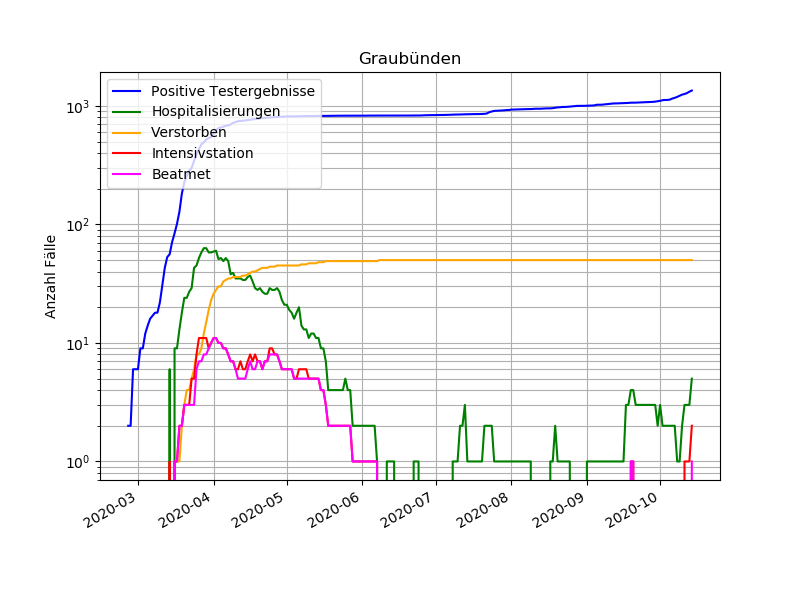 Graubünden
Positive Testergebnisse
Hospitalisierungen
Verstorben
Intensivstation
Beatmet
Anzahl Fälle
10³
10²
10¹
10⁰
2020-03
2020-04
2020-05
2020-06
2020-07
2020-08
2020-09
2020-10